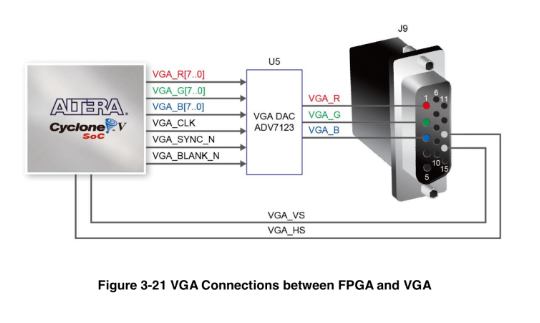 J9
U5
VGA_R[7..0]
VGA_G[7..0]
VGA_B[7..0]
VGA_CLK
VGA_SYNC_N
VGA_BLANK_N
ALTERA.
Cyclone V
SoC
VGA DAC
ADV7123
VGA_R
VGA_G
VGA_B
1
6
11
5
10
15
VGA_VS
VGA_HS
Figure 3-21 VGA Connections between FPGA and VGA